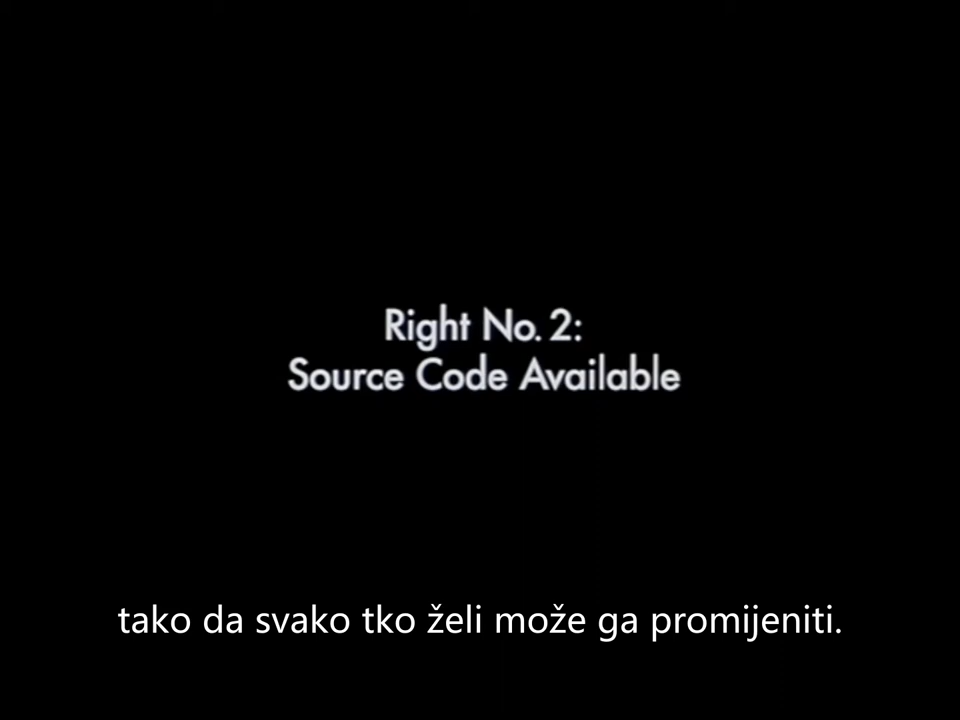 Right No. 2:
Source Code Available
tako da svako tko želi može ga promijeniti.